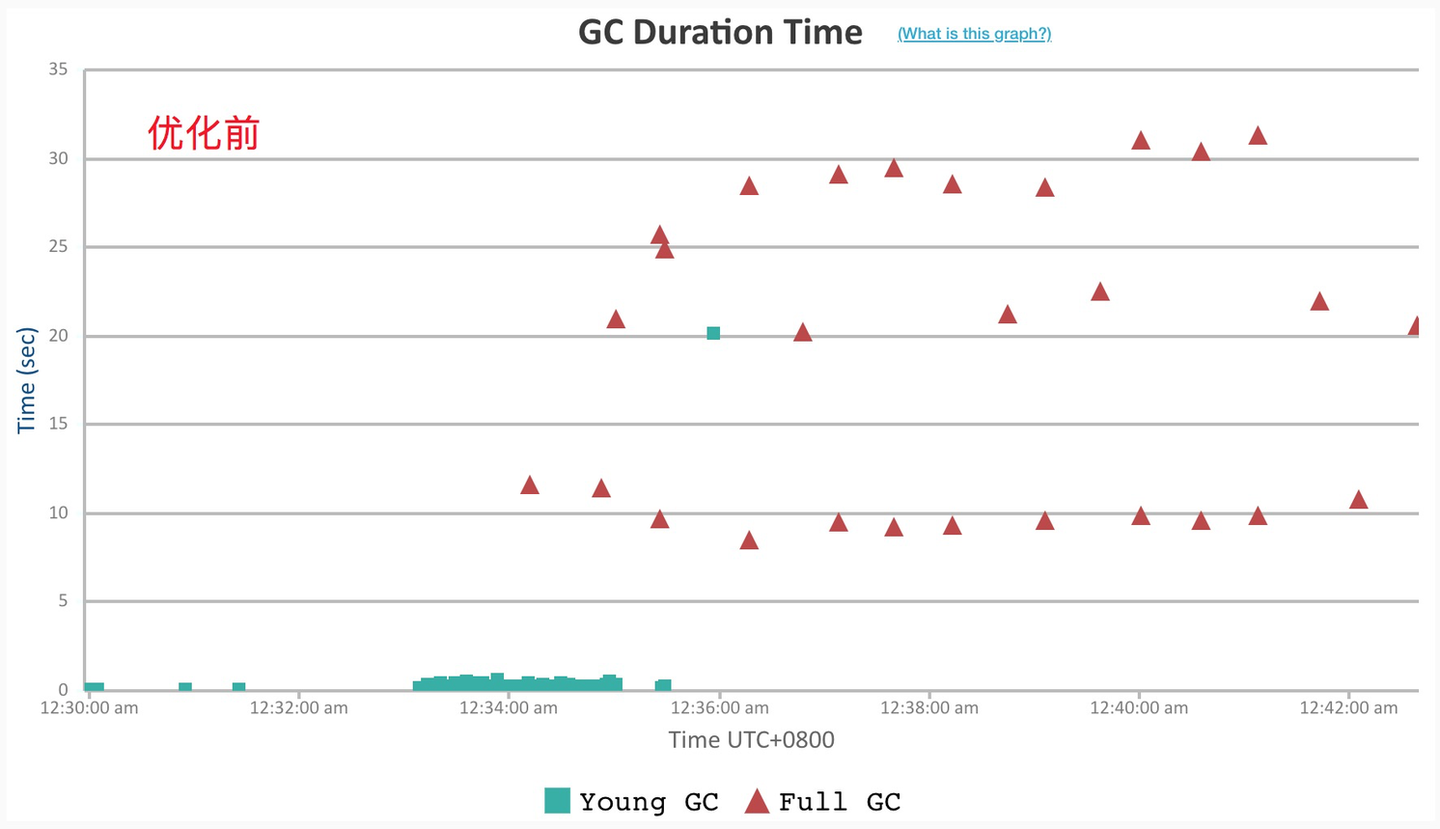 GC Duration Time (What is this graph?)
35
优化前
30
25
20
15
10
5
0
Time (sec)
12:30:00 am 12:32:00 am 12:34:00 am 12:36:00 am 12:38:00 am 12:40:00 am 12:42:00 am
Time UTC+0800
Young GC Full GC